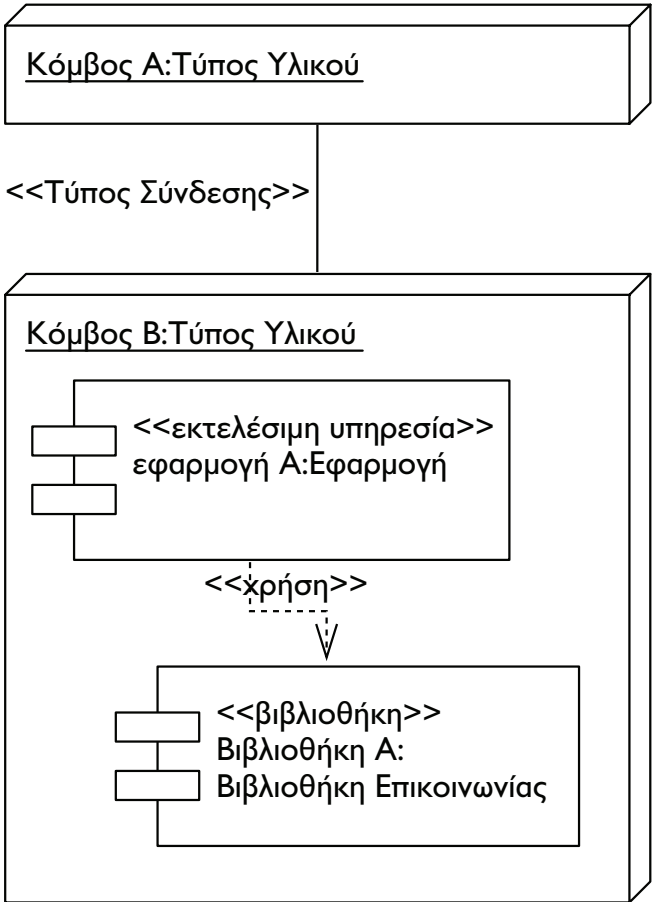 Κόμβος Α:Τύπος Υλικού
<<Τύπος Σύνδεσης>>
Κόμβος Β:Τύπος Υλικού
<<εκτελέσιμη υπηρεσία>>
εφαρμογή Α:Εφαρμογή
<<χρήση>>
<<βιβλιοθήκη>>
Βιβλιοθήκη Α:
Βιβλιοθήκη Επικοινωνίας